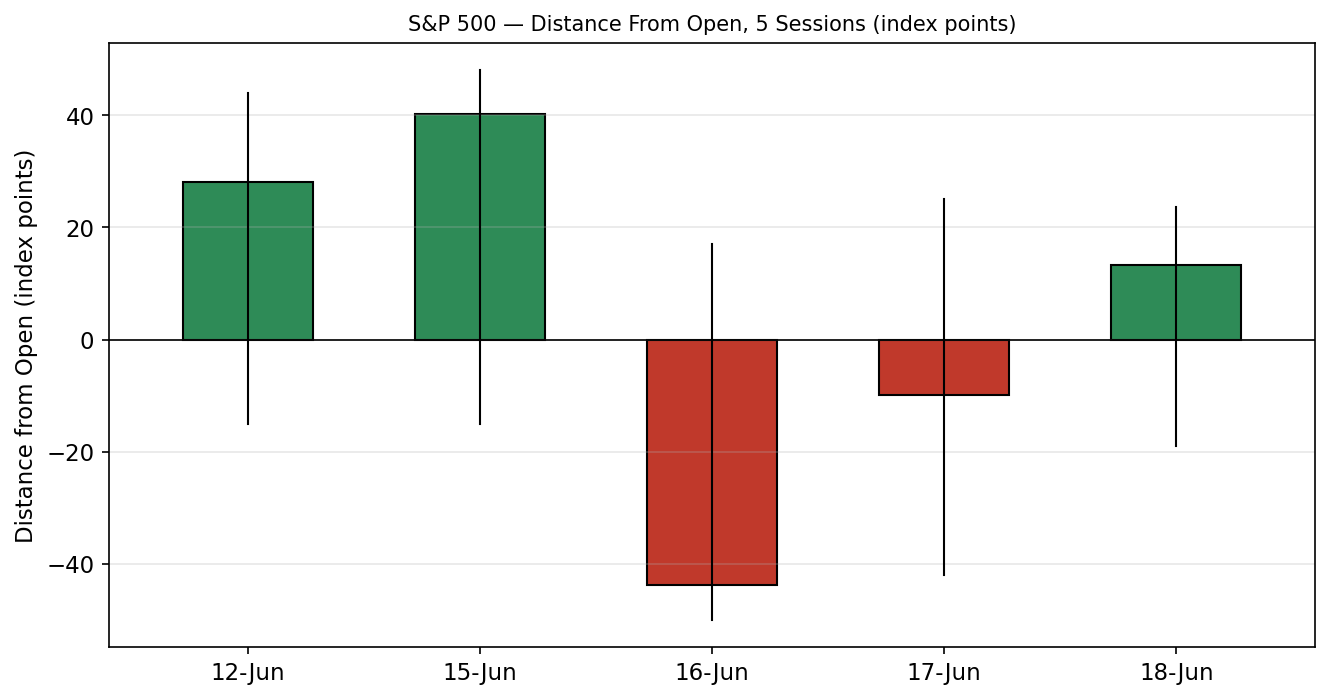 S&P 500 — Distance From Open, 5 Sessions (index points)
Distance from Open (index points)
40
20
0
−20
−40
12-Jun
15-Jun
16-Jun
17-Jun
18-Jun